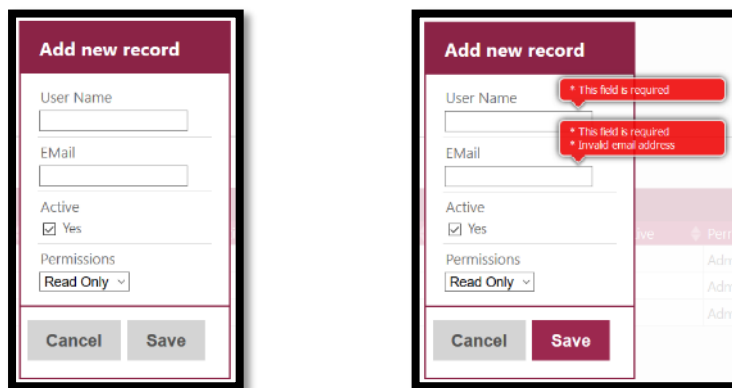 Add new record
User Name
EMail
Active
Yes
Permissions
Read Only
Cancel Save
Add new record
* This field is required
User Name
* This field is required
* Invalid email address
EMail
Active
Yes
Permissions
Read Only
Cancel Save